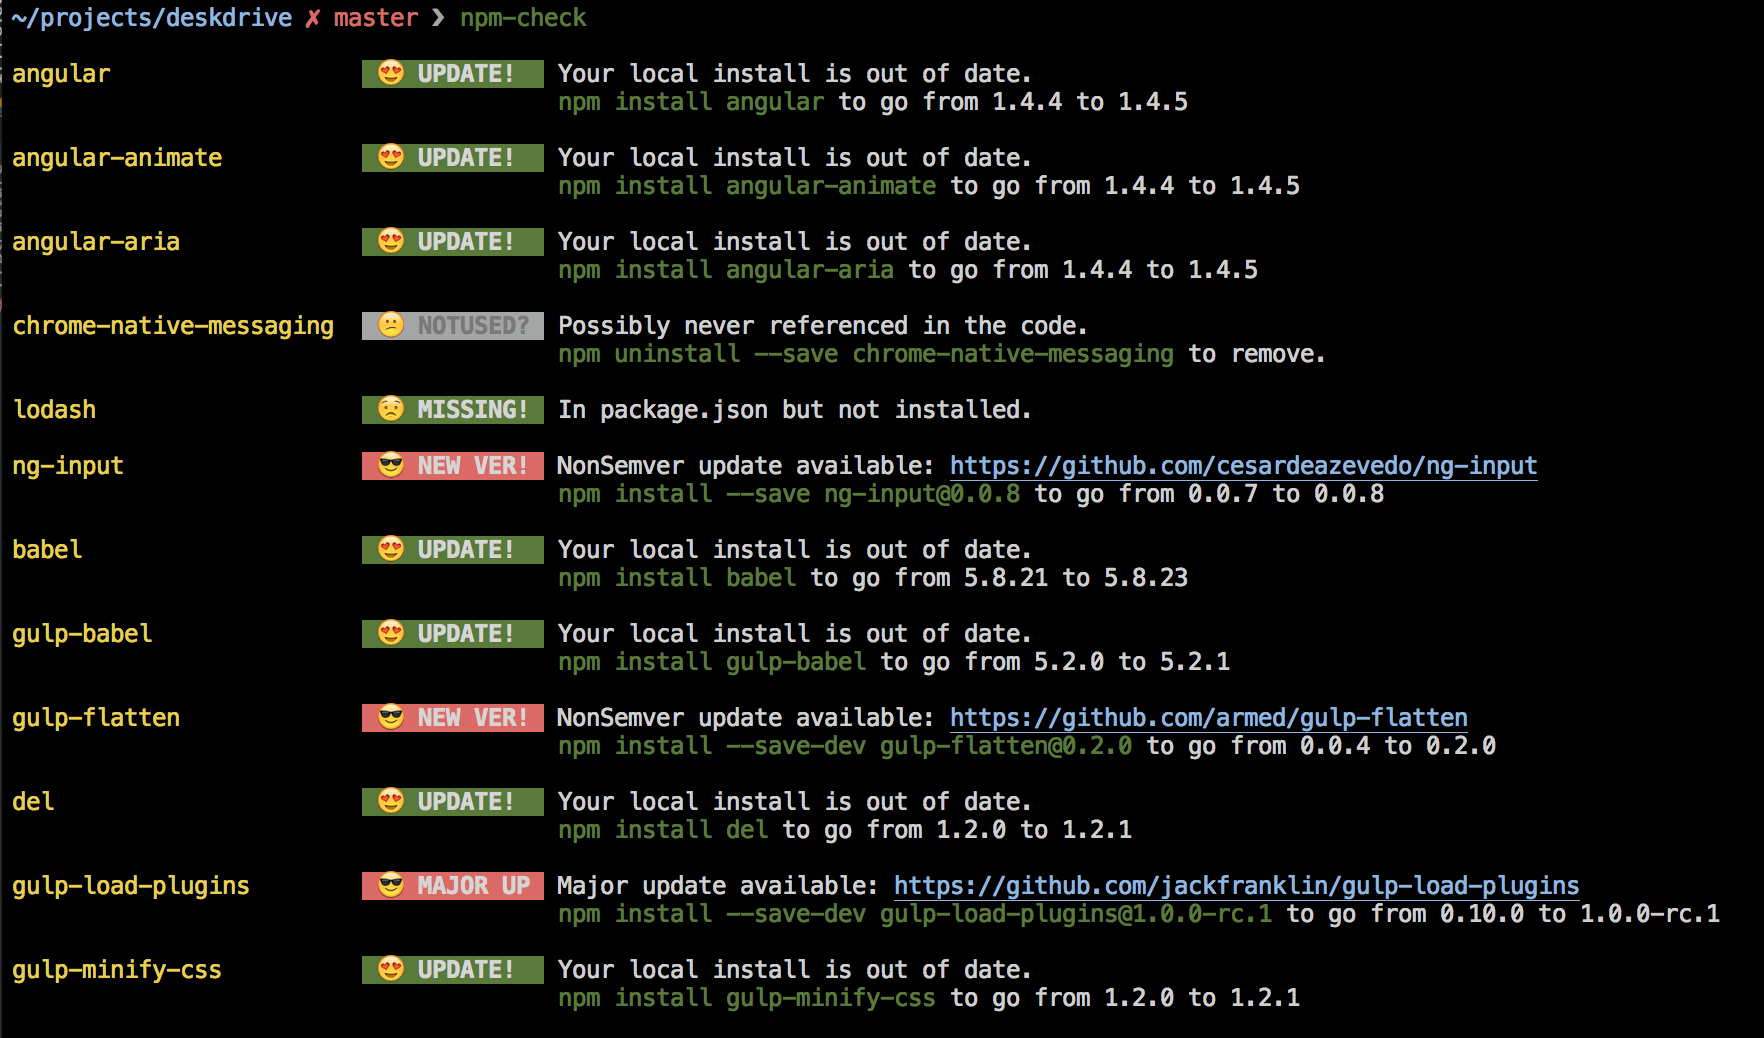 ~/projects/deskdrive ✗ master ❯ npm-check
angular 😍 UPDATE! Your local install is out of date.
npm install angular to go from 1.4.4 to 1.4.5
angular-animate 😍 UPDATE! Your local install is out of date.
npm install angular-animate to go from 1.4.4 to 1.4.5
angular-aria 😍 UPDATE! Your local install is out of date.
npm install angular-aria to go from 1.4.4 to 1.4.5
chrome-native-messaging 😕 NOTUSED? Possibly never referenced in the code.
npm uninstall --save chrome-native-messaging to remove.
lodash 😟 MISSING! In package.json but not installed.
ng-input 😎 NEW VER! NonSemver update available: https://github.com/cesardeazevedo/ng-input
npm install --save ng-input@0.0.8 to go from 0.0.7 to 0.0.8
babel 😍 UPDATE! Your local install is out of date.
npm install babel to go from 5.8.21 to 5.8.23
gulp-babel 😍 UPDATE! Your local install is out of date.
npm install gulp-babel to go from 5.2.0 to 5.2.1
gulp-flatten 😎 NEW VER! NonSemver update available: https://github.com/armed/gulp-flatten
npm install --save-dev gulp-flatten@0.2.0 to go from 0.0.4 to 0.2.0
del 😍 UPDATE! Your local install is out of date.
npm install del to go from 1.2.0 to 1.2.1
gulp-load-plugins 😎 MAJOR UP Major update available: https://github.com/jackfranklin/gulp-load-plugins
npm install --save-dev gulp-load-plugins@1.0.0-rc.1 to go from 0.10.0 to 1.0.0-rc.1
gulp-minify-css 😍 UPDATE! Your local install is out of date.
npm install gulp-minify-css to go from 1.2.0 to 1.2.1